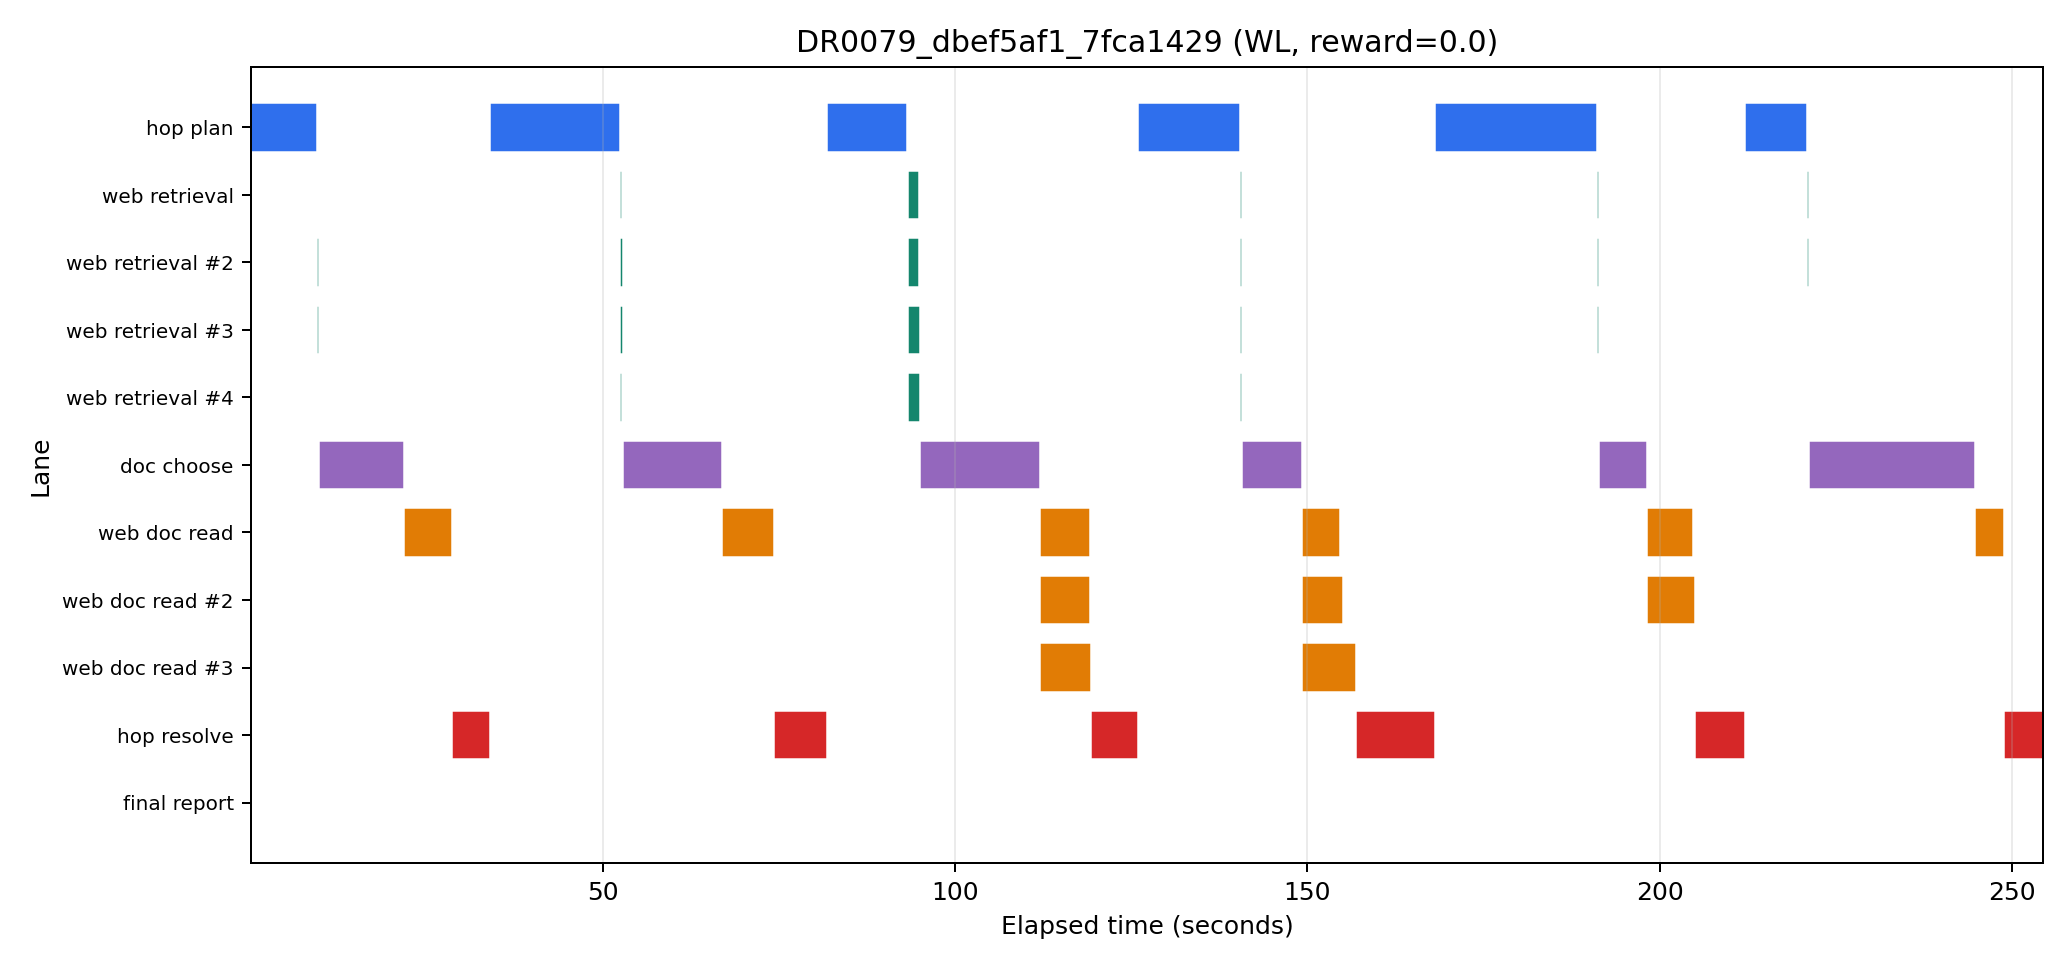 DR0079_dbef5af1_7fca1429 (WL, reward=0.0)
hop plan
web retrieval
web retrieval #2
web retrieval #3
web retrieval #4
doc choose
web doc read
web doc read #2
web doc read #3
hop resolve
final report
Lane
50 100 150 200 250
Elapsed time (seconds)